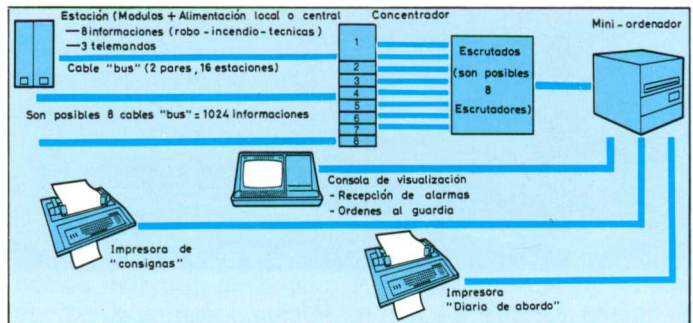 Estación (Modulos + Alimentación local o central
— 8 informaciones (robo - incendio - tecnicas)
— 3 telemandos
Cable "bus" (2 pares, 16 estaciones)
Son posibles 8 cables "bus" = 1024 informaciones
Concentrador
1
2
3
4
5
6
7
8
Escrutados
(son posibles
8
Escrutadores)
Mini - ordenador
Consola de visualización
- Recepción de alarmas
- Ordenes al guardia
Impresora de
"consignas"
Impresora
"Diario de abordo"